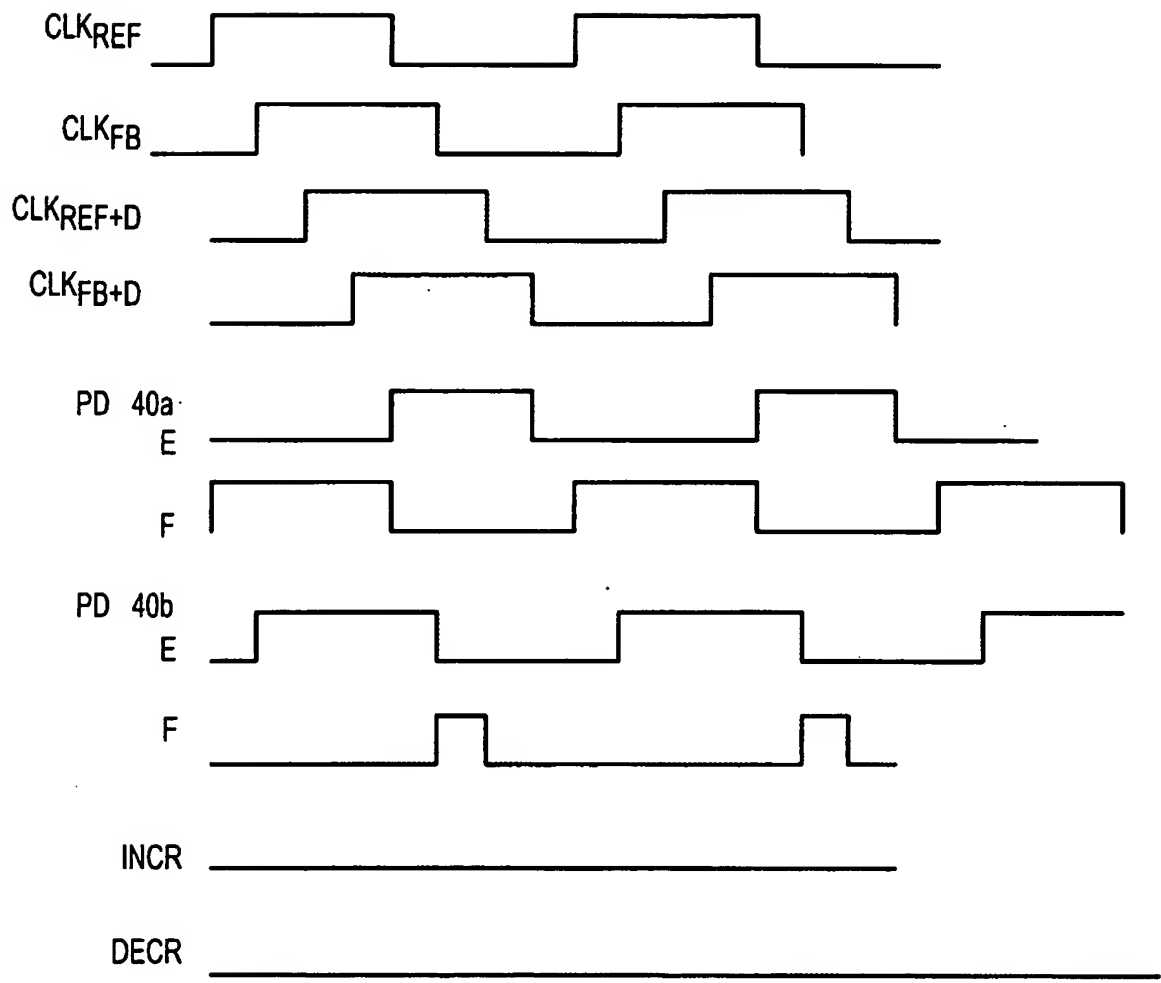 CLKREF
CLKFB
CLKREF+D
CLKFB+D
PD 40a
E
F
PD 40b
E
F
INCR
DECR